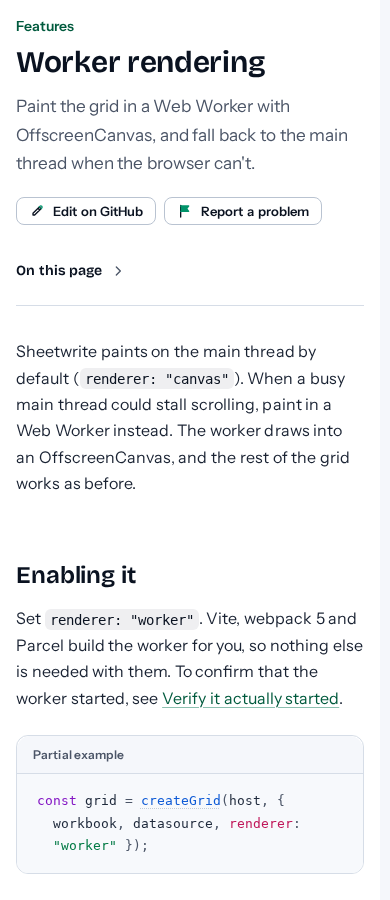 Features
Worker rendering
Paint the grid in a Web Worker with
OffscreenCanvas, and fall back to the main
thread when the browser can't.
Edit on GitHub
Report a problem
On this page
Sheetwrite paints on the main thread by
default (renderer: "canvas"). When a busy
main thread could stall scrolling, paint in a
Web Worker instead. The worker draws into
an OffscreenCanvas, and the rest of the grid
works as before.
Enabling it
Set renderer: "worker". Vite, webpack 5 and
Parcel build the worker for you, so nothing else
is needed with them. To confirm that the
worker started, see Verify it actually started.
Partial example
const grid = createGrid(host, {
  workbook, datasource, renderer:
  "worker" });